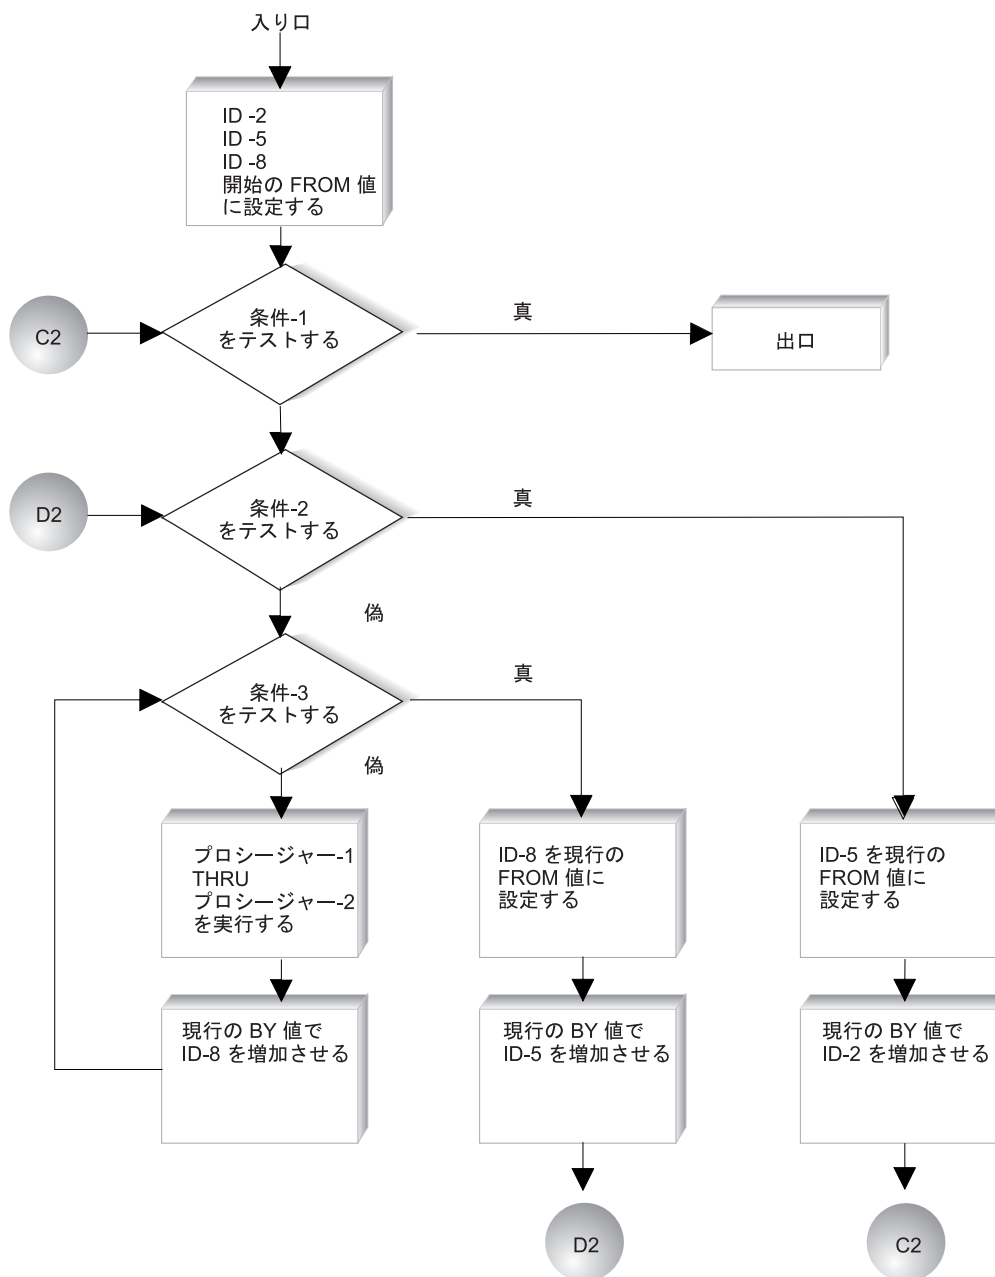 入り口
ID -2
ID -5
ID -8
開始の FROM 値
に設定する
C2
条件-1
をテストする
真
出口
D2
条件-2
をテストする
真
偽
条件-3
をテストする
真
偽
プロシージャー-1
THRU
プロシージャー-2
を実行する
ID-8 を現行の
FROM 値に
設定する
ID-5 を現行の
FROM 値に
設定する
現行の BY 値で
ID-8 を増加させる
現行の BY 値で
ID-5 を増加させる
現行の BY 値で
ID-2 を増加させる
D2
C2